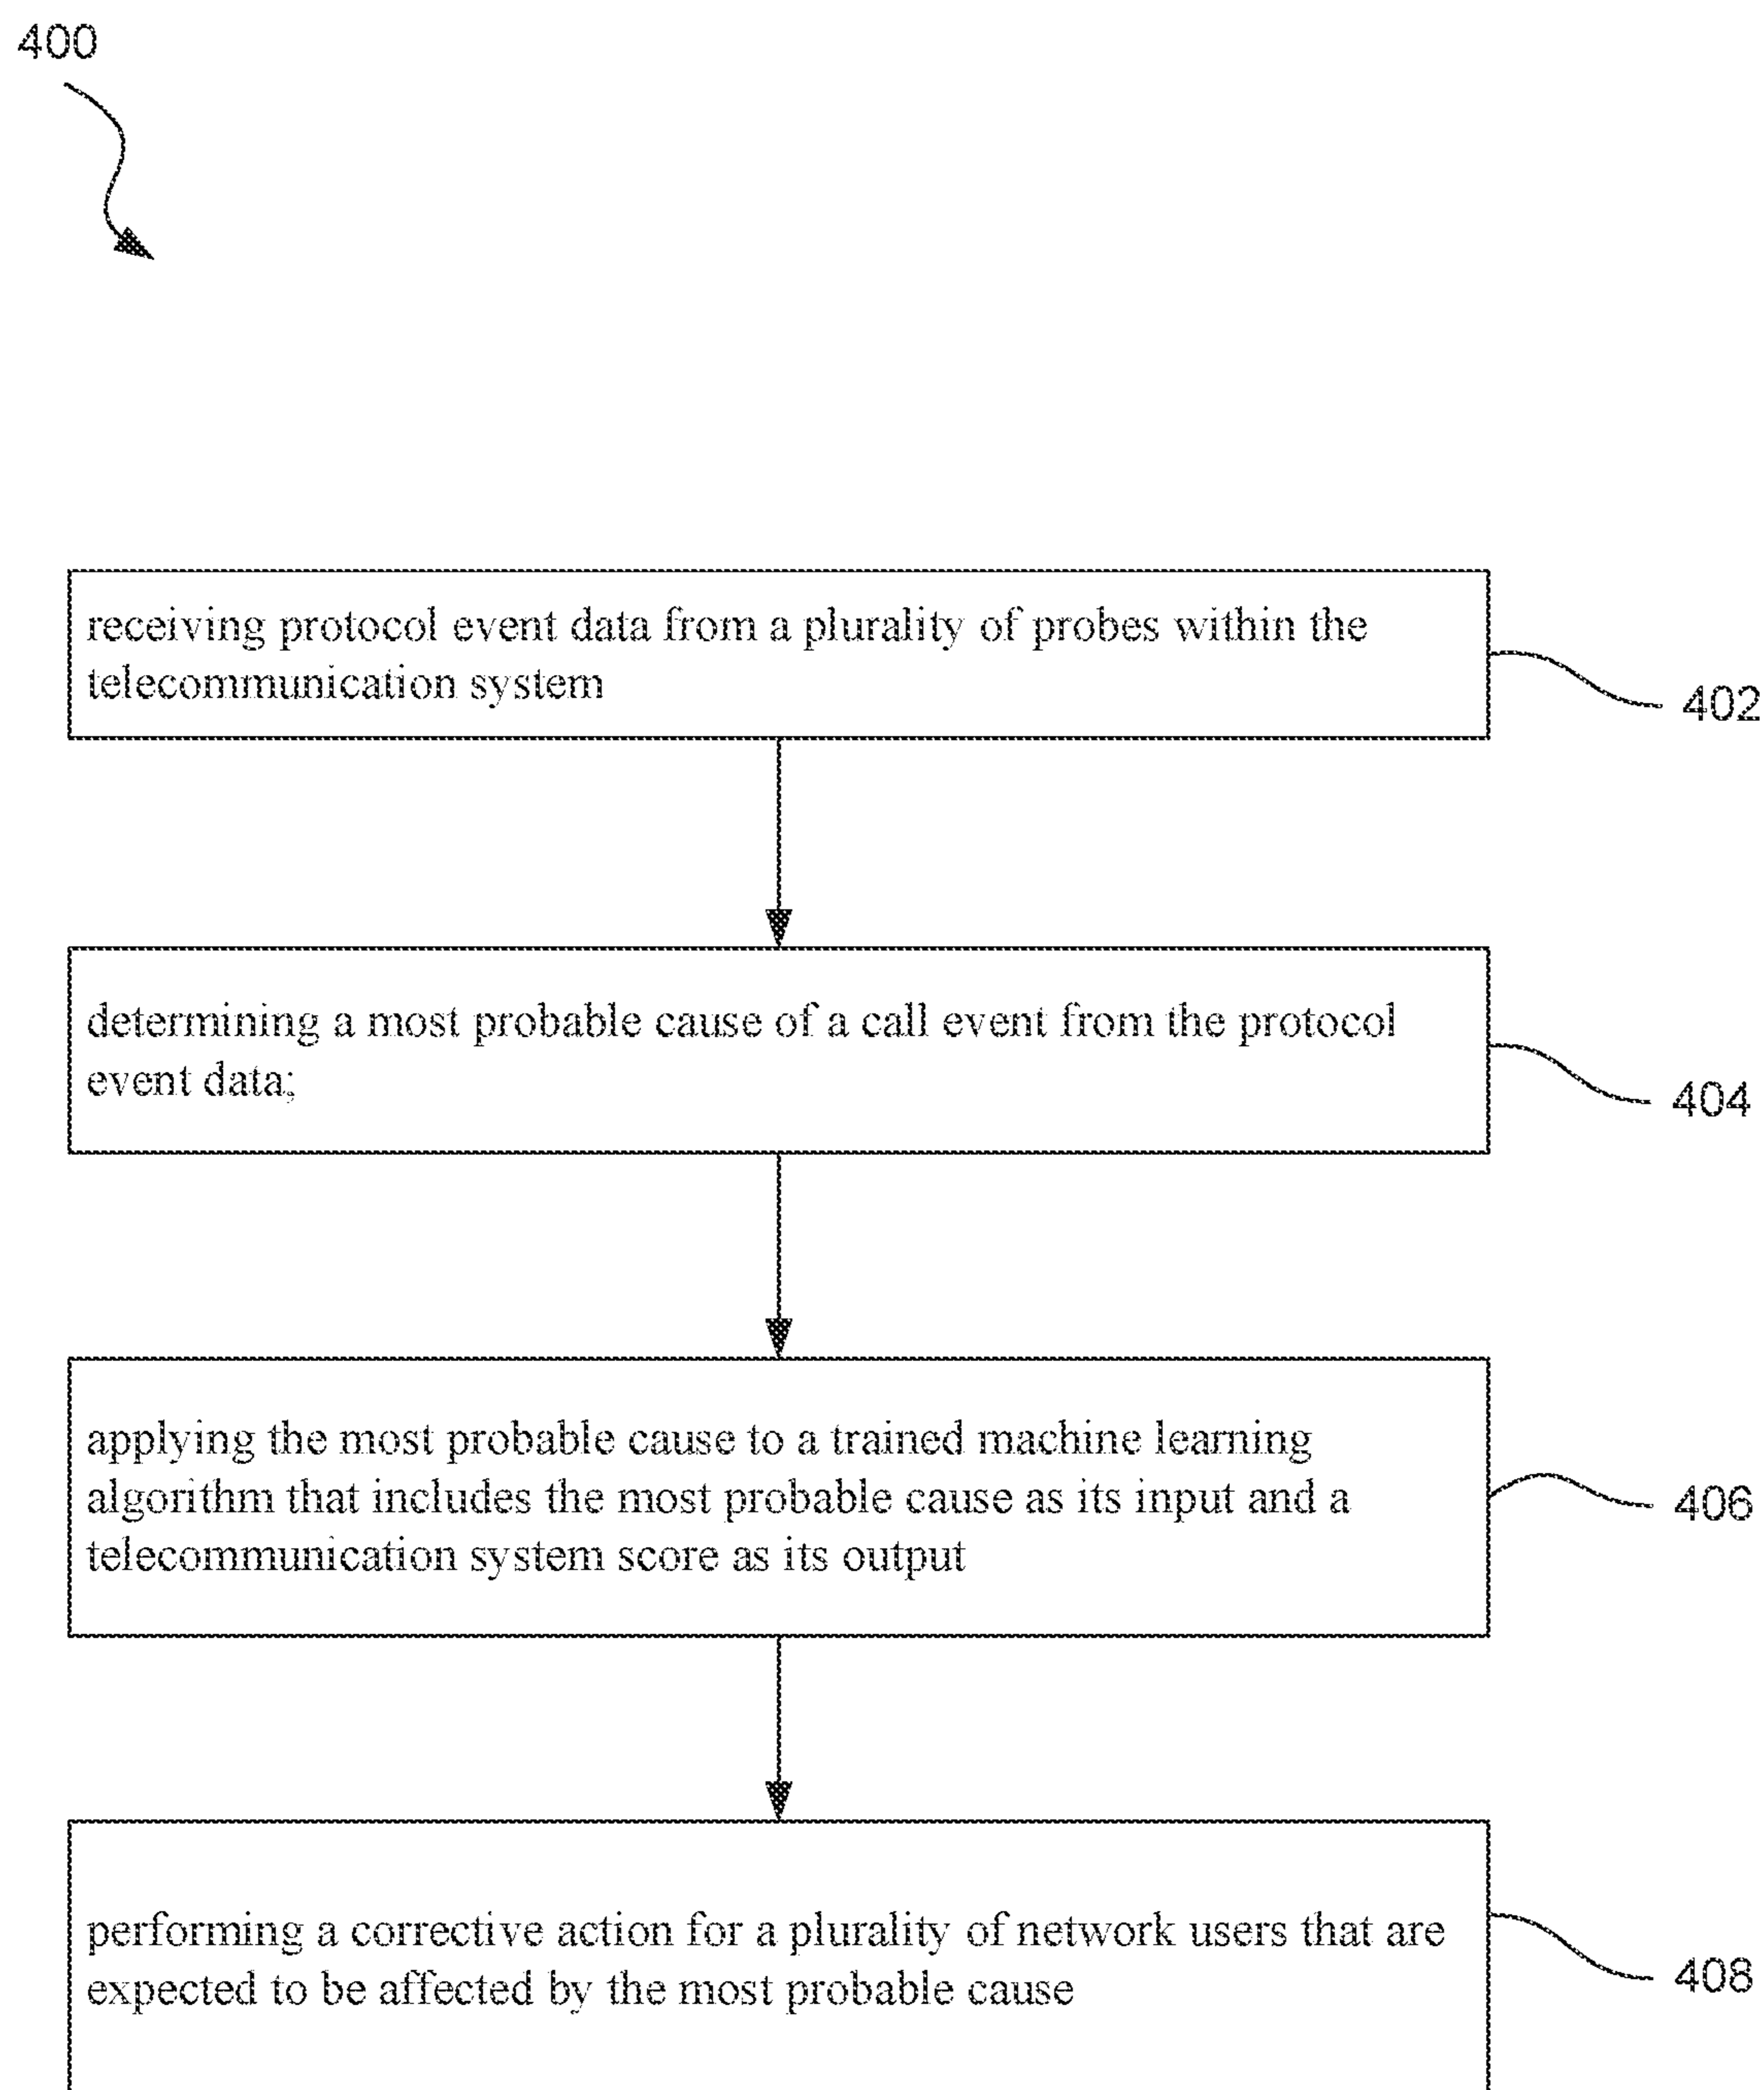 400
receiving protocol event data from a plurality of probes within the
telecommunication system
402
determining a most probable cause of a call event from the protocol
event data;
404
applying the most probable cause to a trained machine learning
algorithm that includes the most probable cause as its input and a
telecommunication system score as its output
406
performing a corrective action for a plurality of network users that are
expected to be affected by the most probable cause
408